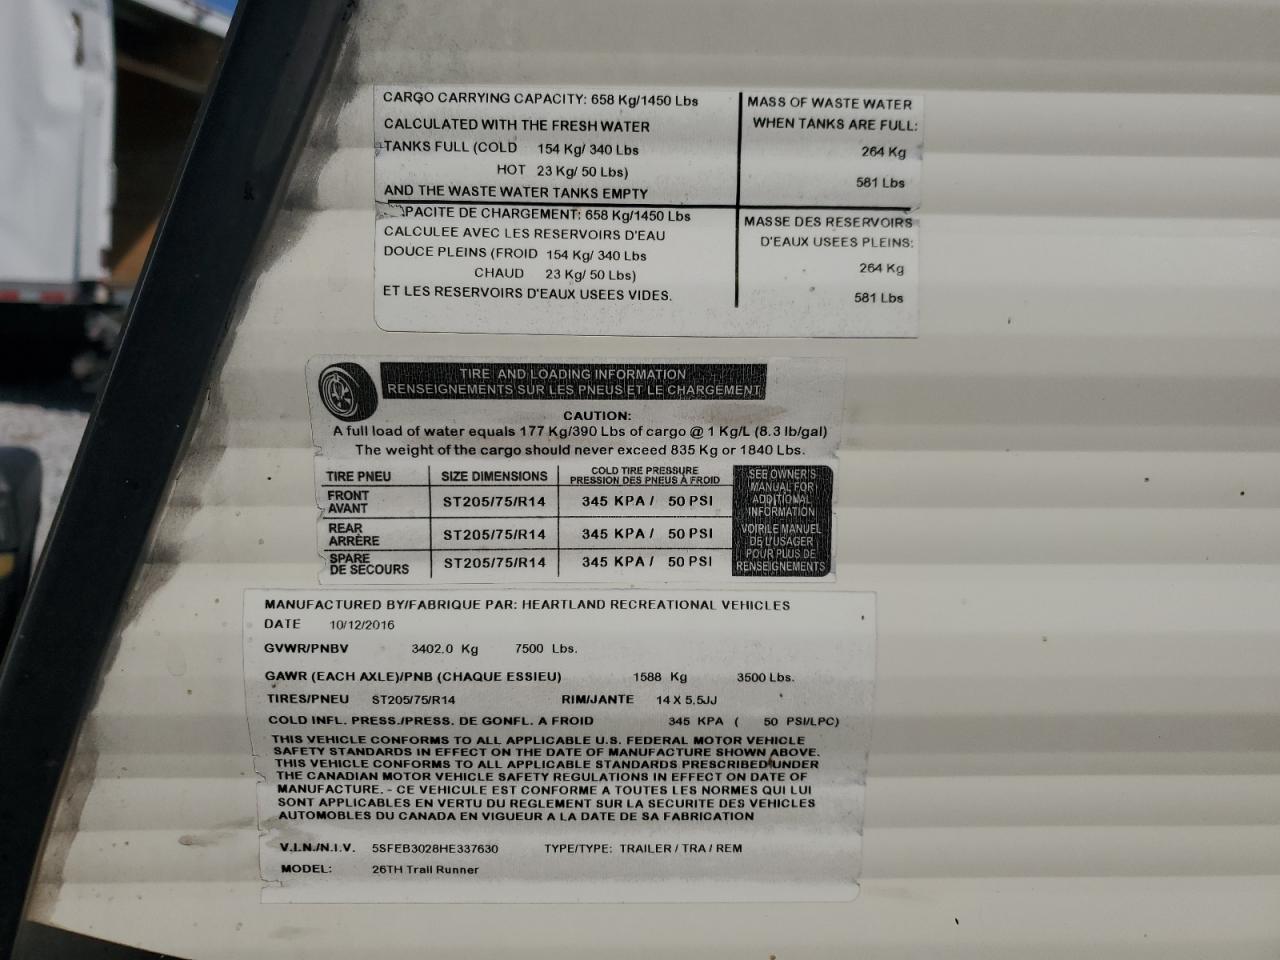 CARGO CARRYING CAPACITY: 658 Kg/1450 Lbs
CALCULATED WITH THE FRESH WATER
TANKS FULL (COLD 154 Kg/ 340 Lbs
HOT 23 Kg/ 50 Lbs)
AND THE WASTE WATER TANKS EMPTY
MASS OF WASTE WATER
WHEN TANKS ARE FULL:
264 Kg
581 Lbs
PACITE DE CHARGEMENT: 658 Kg/1450 Lbs
CALCULEE AVEC LES RESERVOIRS D'EAU
DOUCE PLEINS (FROID 154 Kg/ 340 Lbs
CHAUD 23 Kg/ 50 Lbs)
ET LES RESERVOIRS D'EAUX USEES VIDES.
MASSE DES RESERVOIRS
D'EAUX USEES PLEINS:
264 Kg
581 Lbs
TIRE AND LOADING INFORMATION
RENSEIGNEMENTS SUR LES PNEUS ET LE CHARGEMENT
CAUTION:
A full load of water equals 177 Kg/390 Lbs of cargo @ 1 Kg/L (8.3 lb/gal)
The weight of the cargo should never exceed 835 Kg or 1840 Lbs.
TIRE PNEU SIZE DIMENSIONS COLD TIRE PRESSURE
PRESSION DES PNEUS À FROID
FRONT
AVANT ST205/75/R14 345 KPA / 50 PSI
REAR
ARRÈRE ST205/75/R14 345 KPA / 50 PSI
SPARE
DE SECOURS ST205/75/R14 345 KPA / 50 PSI
SEE OWNER'S
MANUAL FOR
ADDITIONAL
INFORMATION
VOIR LE MANUEL
DE L'USAGER
POUR PLUS DE
RENSEIGNEMENTS
MANUFACTURED BY/FABRIQUE PAR: HEARTLAND RECREATIONAL VEHICLES
DATE 10/12/2016
GVWR/PNBV 3402.0 Kg 7500 Lbs.
GAWR (EACH AXLE)/PNB (CHAQUE ESSIEU) 1588 Kg 3500 Lbs.
TIRES/PNEU ST205/75/R14 RIM/JANTE 14 X 5.5JJ
COLD INFL. PRESS./PRESS. DE GONFL. A FROID 345 KPA ( 50 PSI/LPC)
THIS VEHICLE CONFORMS TO ALL APPLICABLE U.S. FEDERAL MOTOR VEHICLE
SAFETY STANDARDS IN EFFECT ON THE DATE OF MANUFACTURE SHOWN ABOVE.
THIS VEHICLE CONFORMS TO ALL APPLICABLE STANDARDS PRESCRIBED UNDER
THE CANADIAN MOTOR VEHICLE SAFETY REGULATIONS IN EFFECT ON DATE OF
MANUFACTURE. - CE VEHICULE EST CONFORME A TOUTES LES NORMES QUI LUI
SONT APPLICABLES EN VERTU DU REGLEMENT SUR LA SECURITE DES VEHICLES
AUTOMOBLES DU CANADA EN VIGUEUR A LA DATE DE SA FABRICATION
V.I.N./N.I.V. 5SFEB3028HE337630 TYPE/TYPE: TRAILER / TRA / REM
MODEL: 26TH Trail Runner